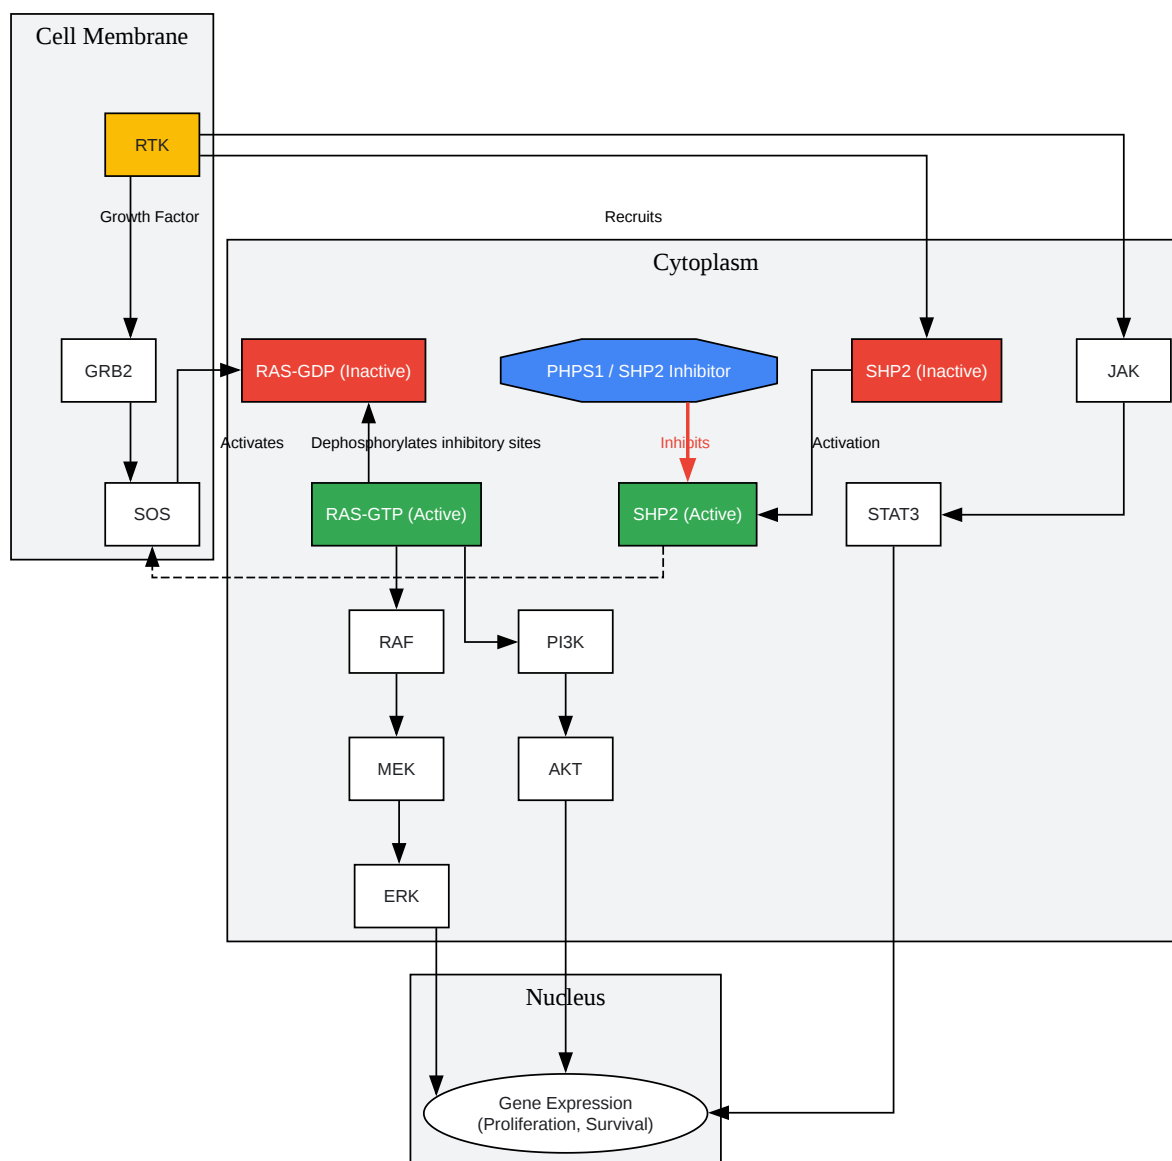 Cell Membrane
RTK
Growth Factor
Recruits
Cytoplasm
GRB2
RAS-GDP (Inactive)
PHPS1 / SHP2 Inhibitor
SHP2 (Inactive)
JAK
Activates
Dephosphorylates inhibitory sites
Inhibits
Activation
SOS
RAS-GTP (Active)
SHP2 (Active)
STAT3
RAF
PI3K
MEK
AKT
ERK
Nucleus
Gene Expression
(Proliferation, Survival)